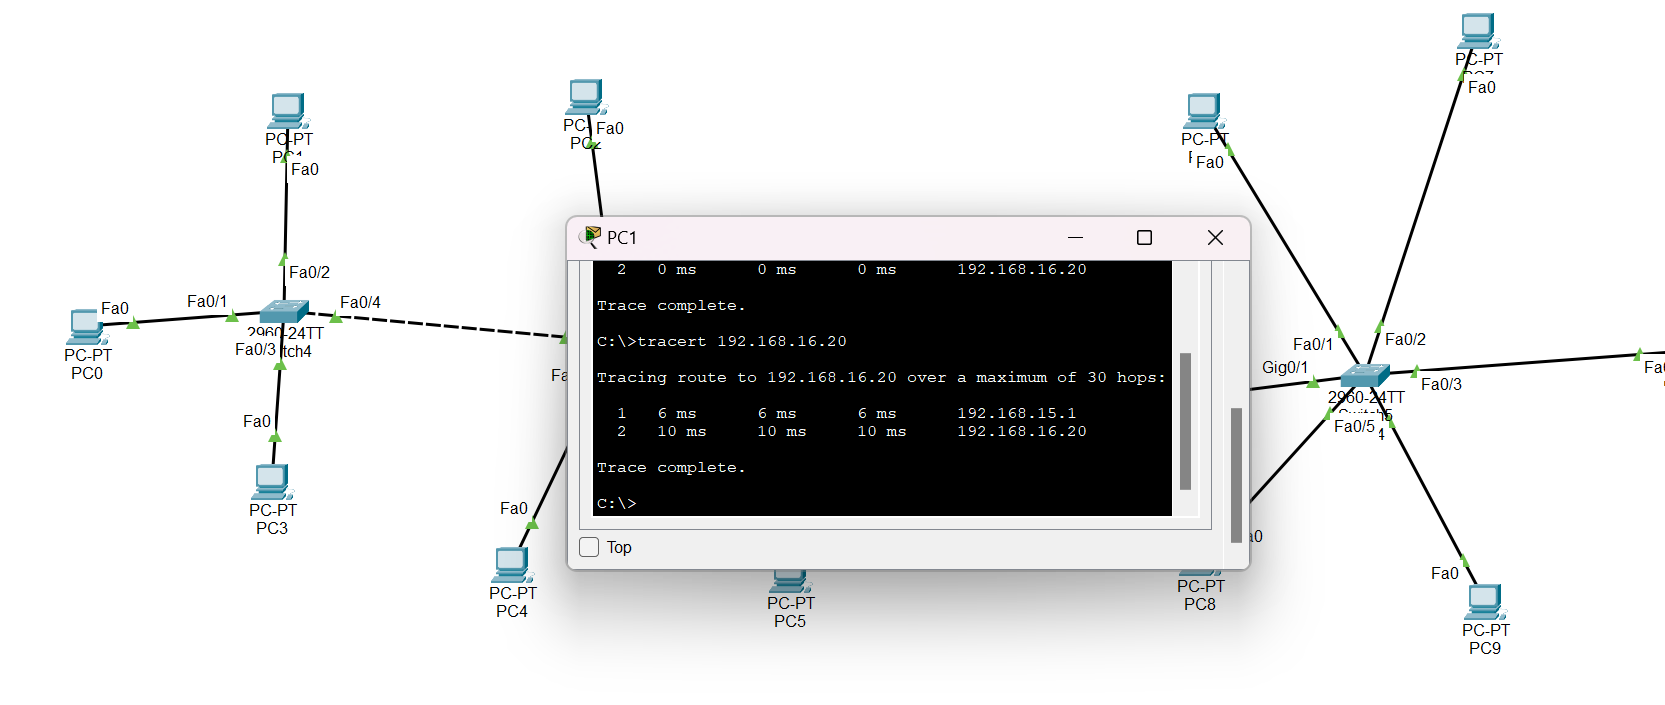 PC-PT
Fa0
PC-PT
Fa0
PC2
PC-PT
Fa0
PC-PT
Fa0
Fa0/2
Fa0
Fa0/1
Fa0/4
2960-24TT
Fa0/3
PC-PT
PC0
Fa0
PC-PT
PC3
PC1
2 0 ms 0 ms 0 ms 192.168.16.20
Trace complete.
C:\>tracert 192.168.16.20
Tracing route to 192.168.16.20 over a maximum of 30 hops:
1 6 ms 6 ms 6 ms 192.168.15.1
2 10 ms 10 ms 10 ms 192.168.16.20
Trace complete.
C:\>
Top
Fa0
PC-PT
PC4
PC-PT
PC5
PC-PT
PC8
Fa0/1
Fa0/2
Gig0/1
Fa0/3
2960-24TT
Fa0/5
Fa0
PC-PT
PC9